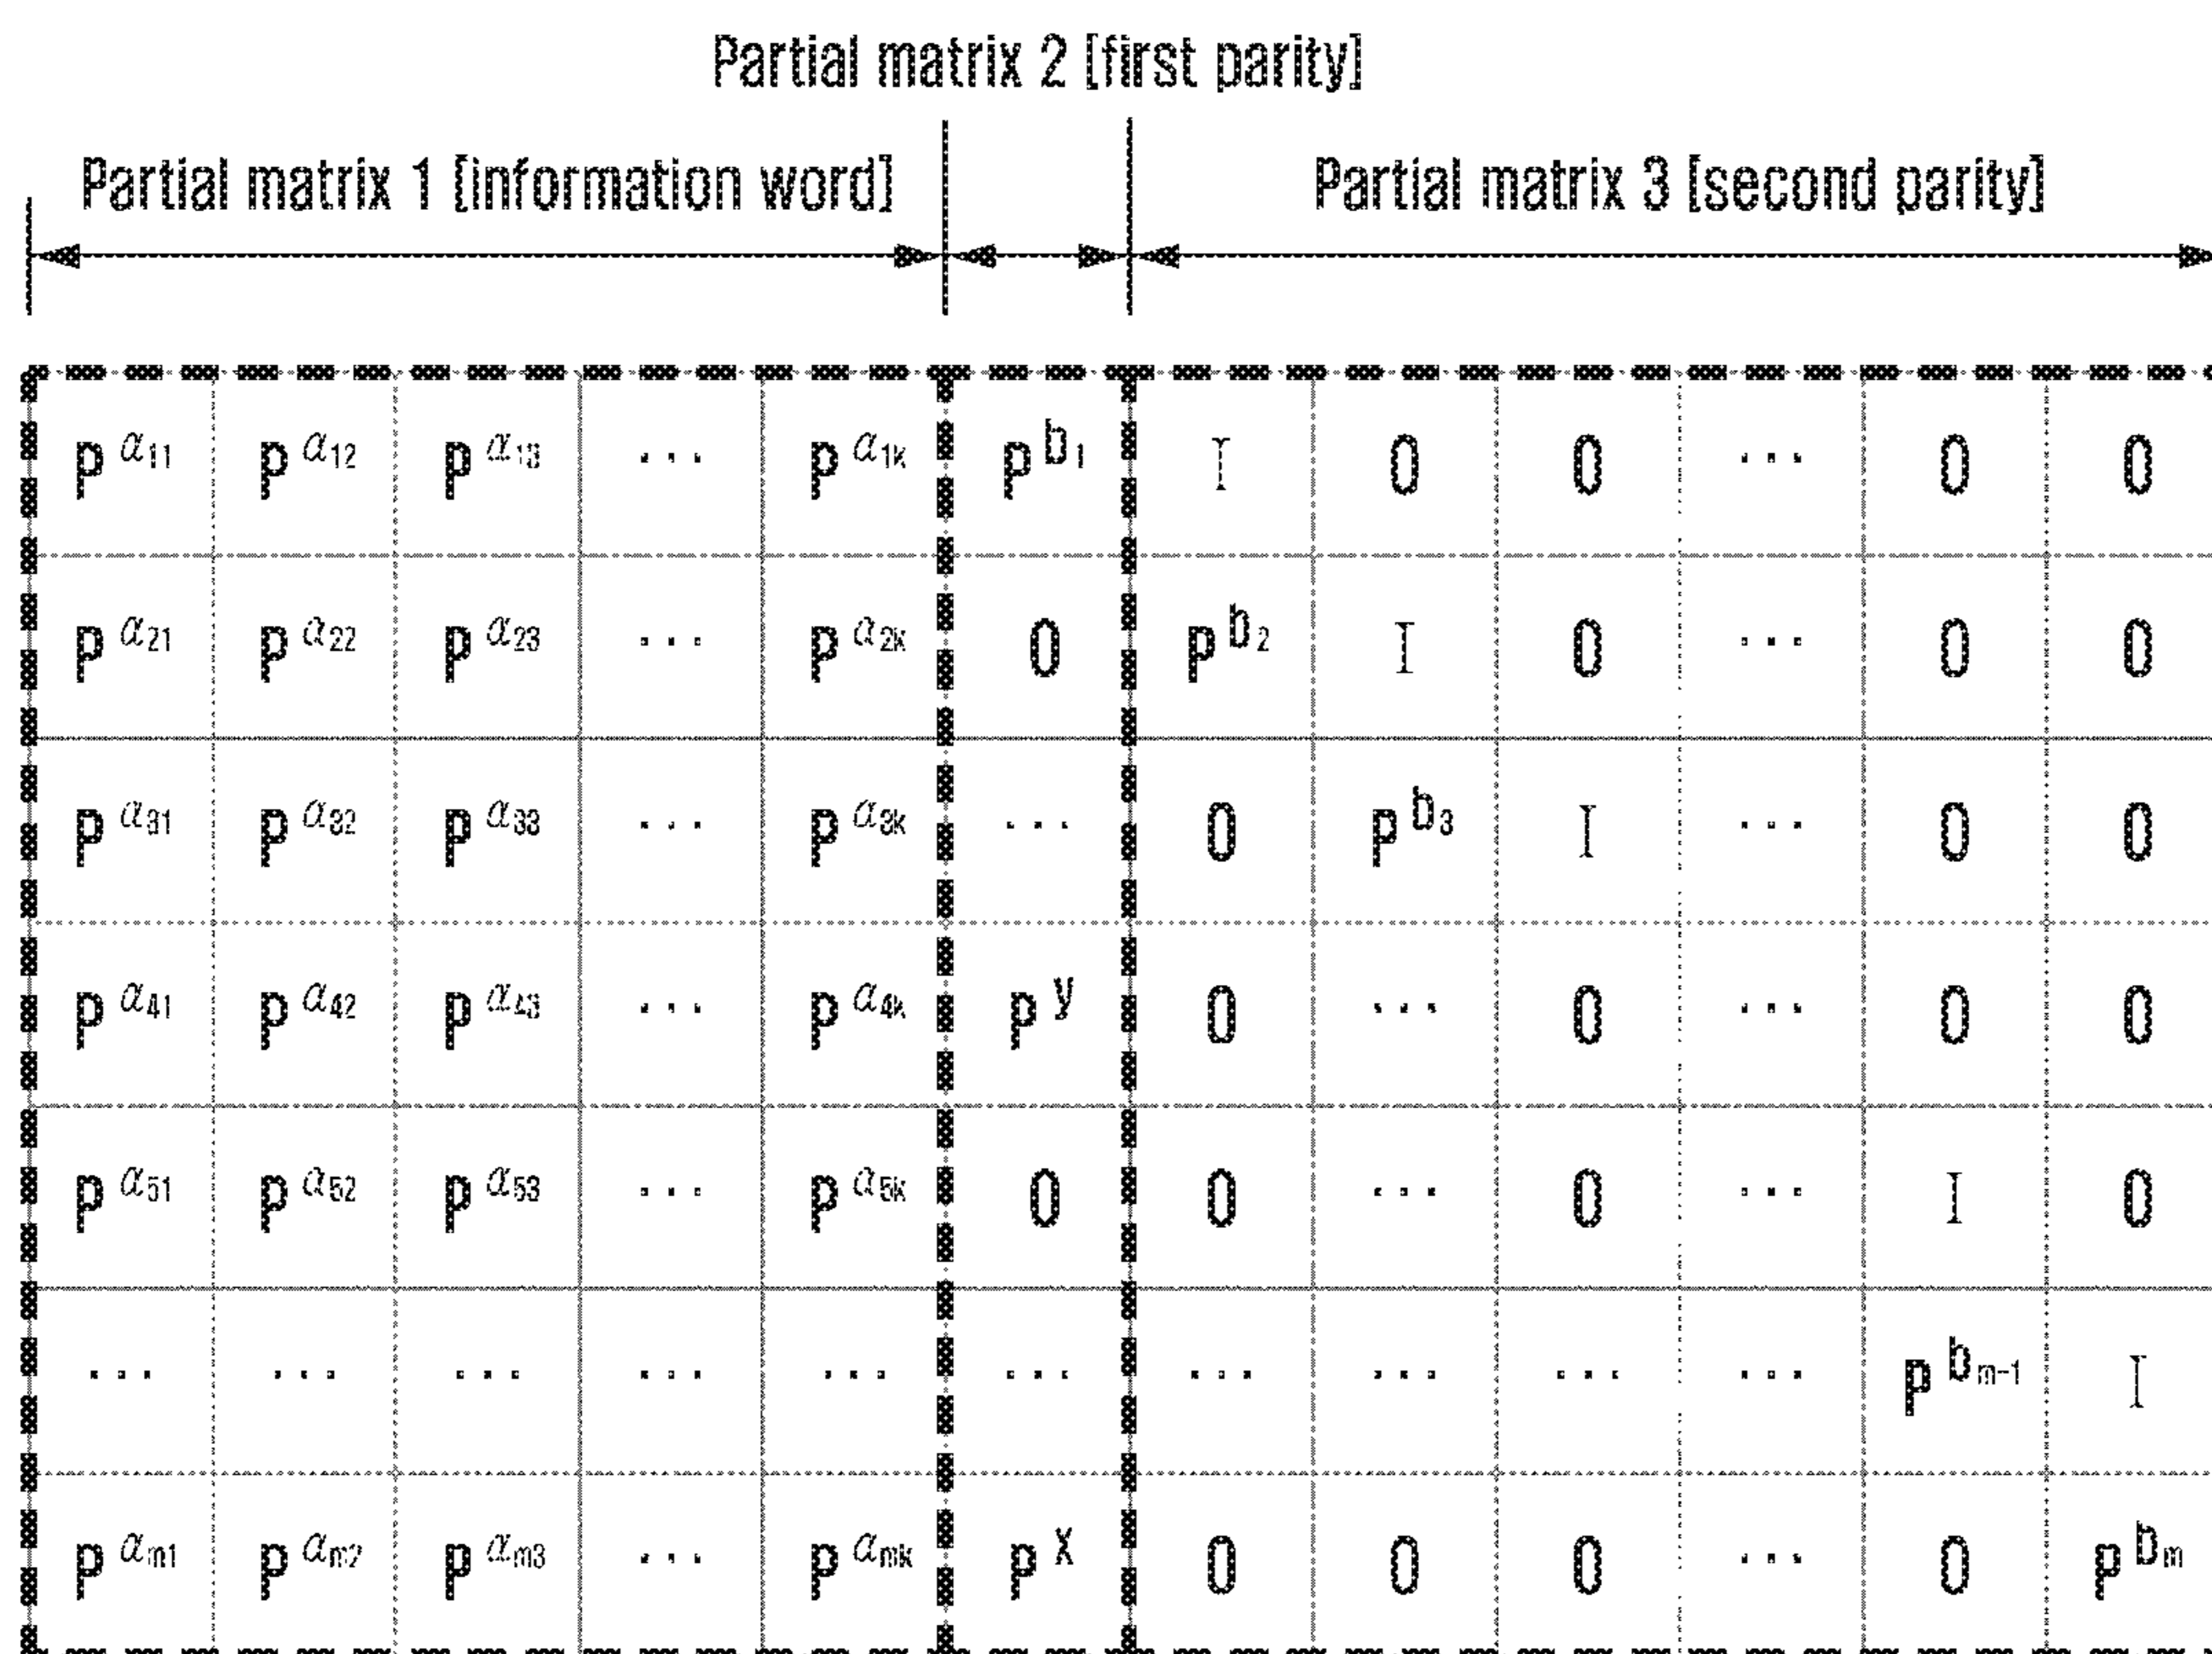 Partial matrix 2 [first parity]
Partial matrix 1 [information word] Partial matrix 3 [second parity]
P^α₁₁ P^α₁₂ P^α₁₃ ... P^α₁ₖ P^b₁ I 0 0 ... 0 0
P^α₂₁ P^α₂₂ P^α₂₃ ... P^α₂ₖ 0 P^b₂ I 0 ... 0 0
P^α₃₁ P^α₃₂ P^α₃₃ ... P^α₃ₖ ... 0 P^b₃ I ... 0 0
P^α₄₁ P^α₄₂ P^α₄₃ ... P^α₄ₖ P^y 0 ... 0 ... 0 0
P^α₅₁ P^α₅₂ P^α₅₃ ... P^α₅ₖ 0 0 ... 0 ... I 0
... ... ... ... ... ... ... ... ... ... P^bₘ₋₁ I
P^αₘ₁ P^αₘ₂ P^αₘ₃ ... P^αₘₖ P^x 0 0 0 ... 0 P^bₘ